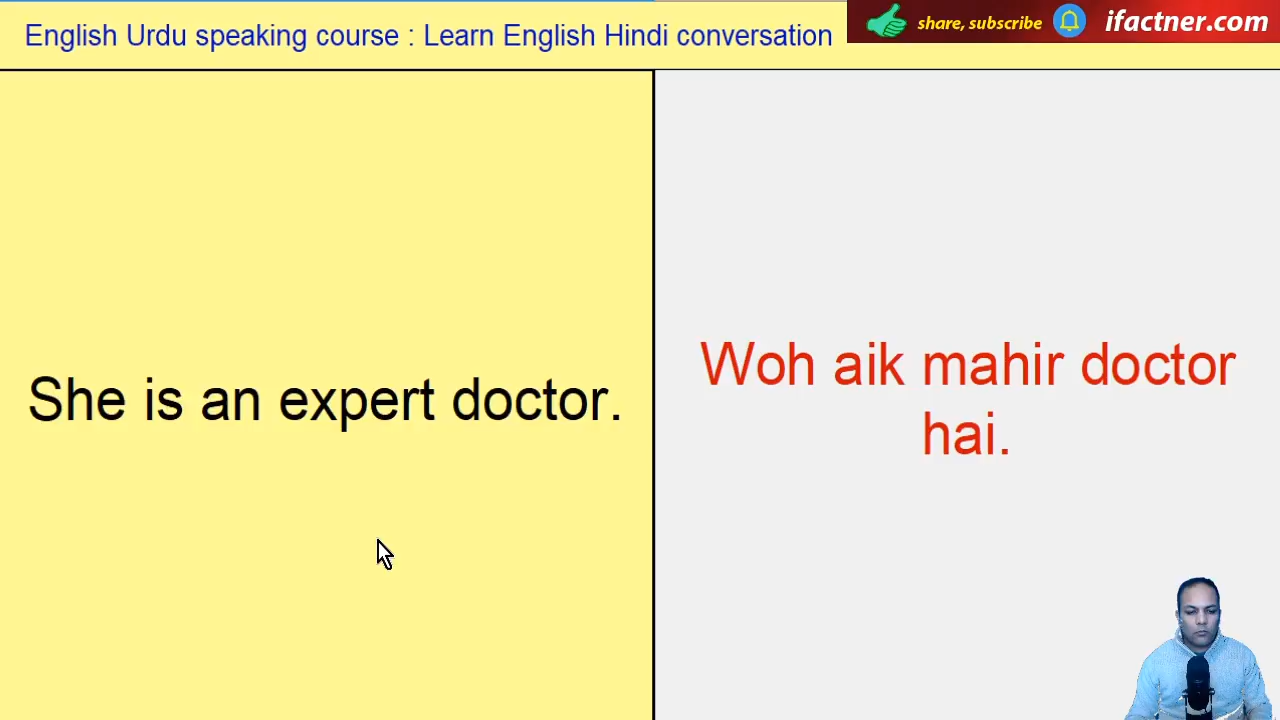 English Urdu speaking course : Learn English Hindi conversation
share, subscribe
ifactner.com
She is an expert doctor.
Woh aik mahir doctor
hai.